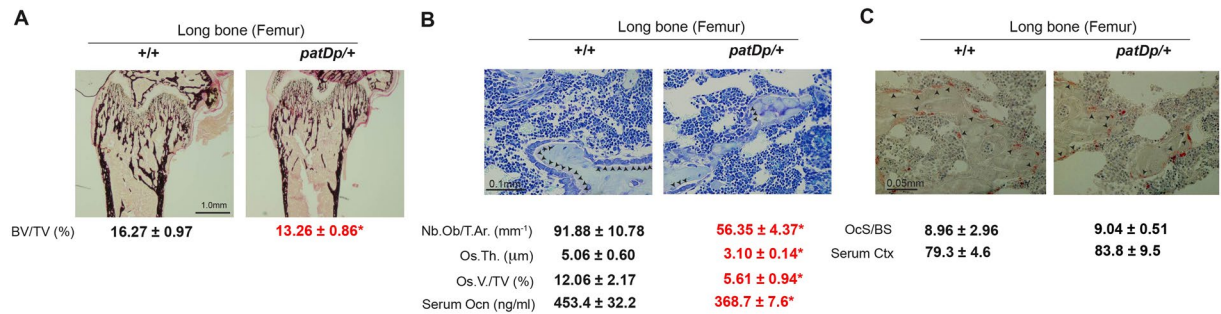 A
Long bone (Femur)
+/+ patDp/+
1.0mm
BV/TV (%) 16.27 ± 0.97 13.26 ± 0.86*
B
Long bone (Femur)
+/+ patDp/+
0.1mm
Nb.Ob/T.Ar. (mm⁻¹) 91.88 ± 10.78 56.35 ± 4.37*
Os.Th. (μm) 5.06 ± 0.60 3.10 ± 0.14*
Os.V./TV (%) 12.06 ± 2.17 5.61 ± 0.94*
Serum Ocn (ng/ml) 453.4 ± 32.2 368.7 ± 7.6*
C
Long bone (Femur)
+/+ patDp/+
0.05mm
OcS/BS 8.96 ± 2.96 9.04 ± 0.51
Serum Ctx 79.3 ± 4.6 83.8 ± 9.5